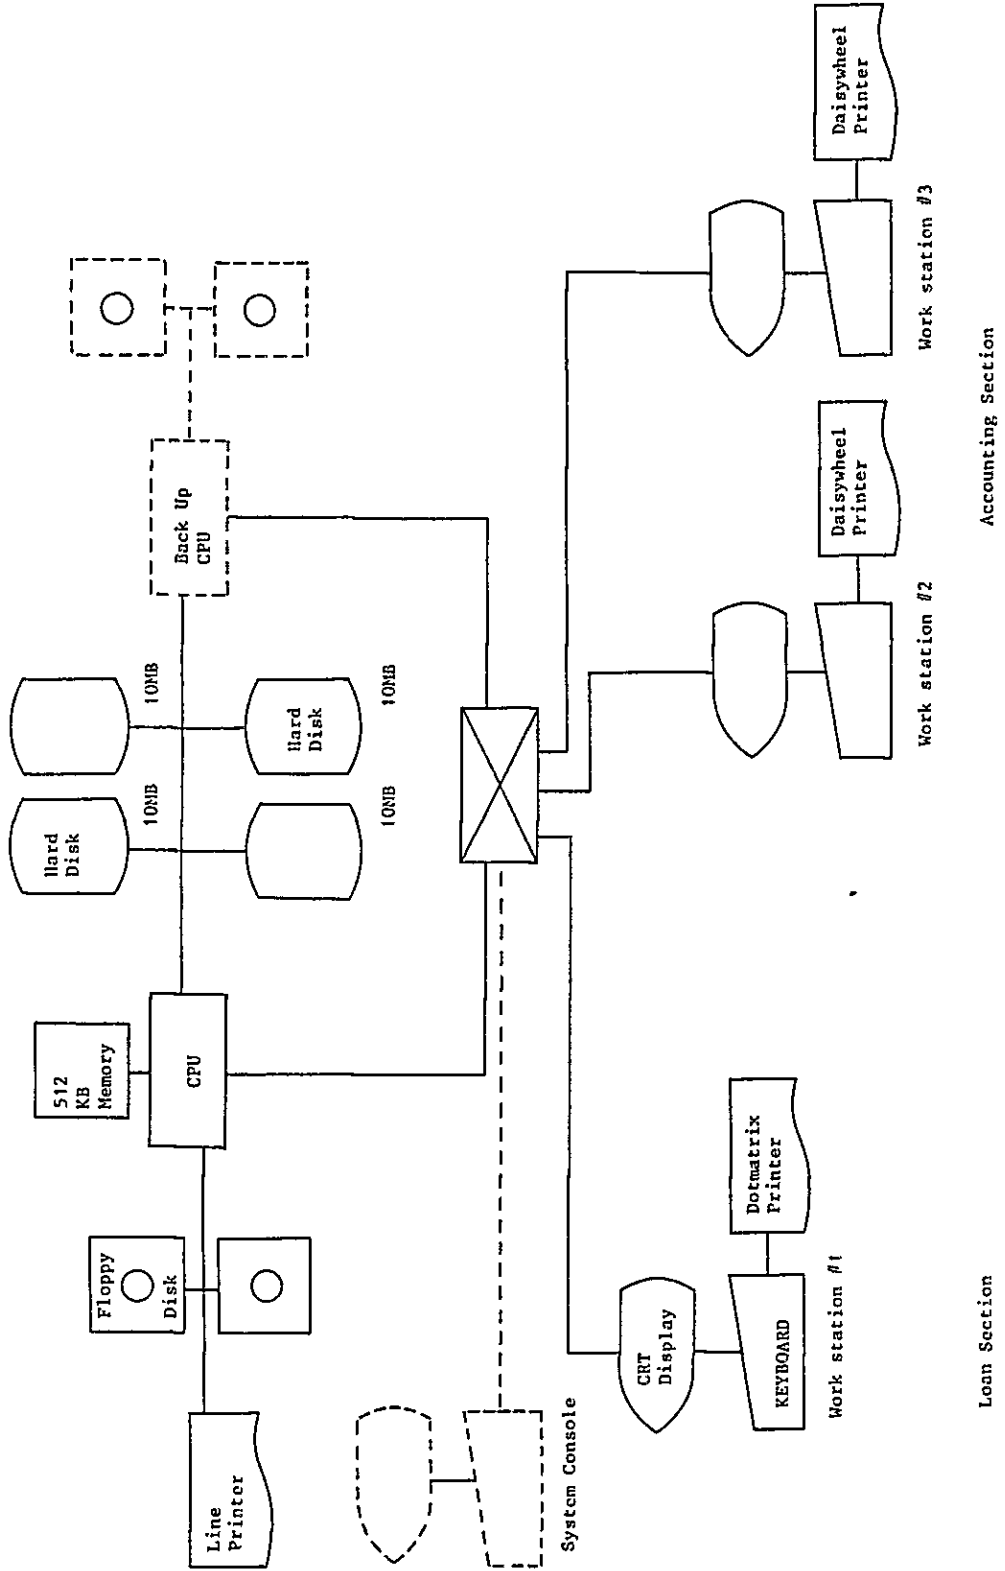 Line
Printer
Floppy
Disk
512
KB
Memory
CPU
Hard
Disk
10MB
10MB
10MB
Hard
Disk
10MB
Back Up
CPU
System Console
CRT
Display
KEYBOARD
Dotmatrix
Printer
Work station #1
Loan Section
Daisywheel
Printer
Work station #2
Daisywheel
Printer
Work station #3
Accounting Section